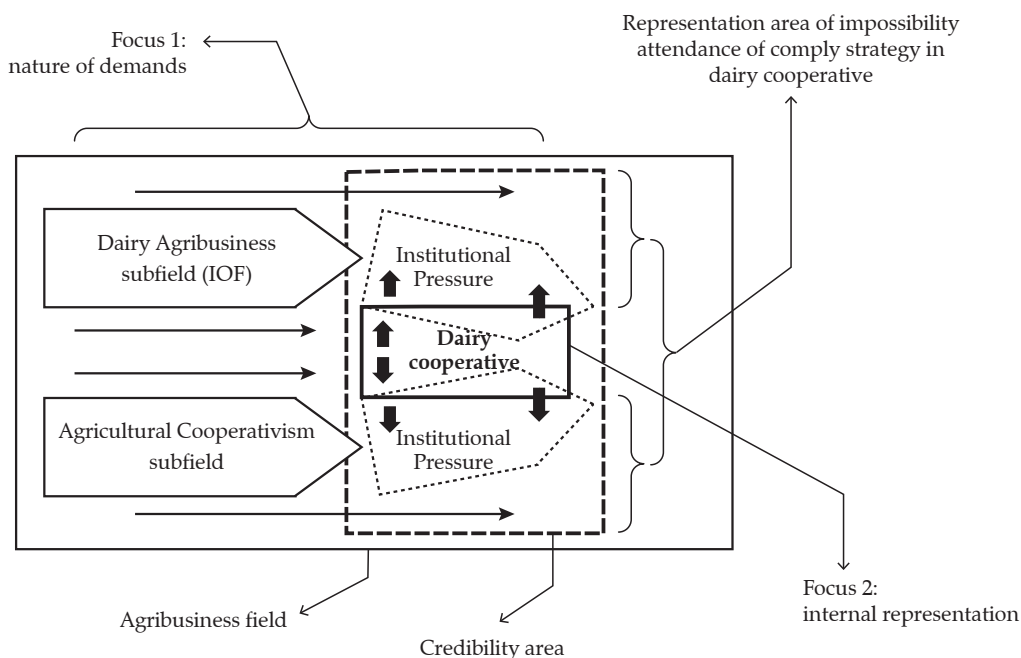 Focus 1:
nature of demands
Representation area of impossibility
attendance of comply strategy in
dairy cooperative
Dairy Agribusiness
subfield (IOF)
Institutional
Pressure
Dairy
cooperative
Agricultural Cooperativism
subfield
Institutional
Pressure
Agribusiness field
Credibility area
Focus 2:
internal representation